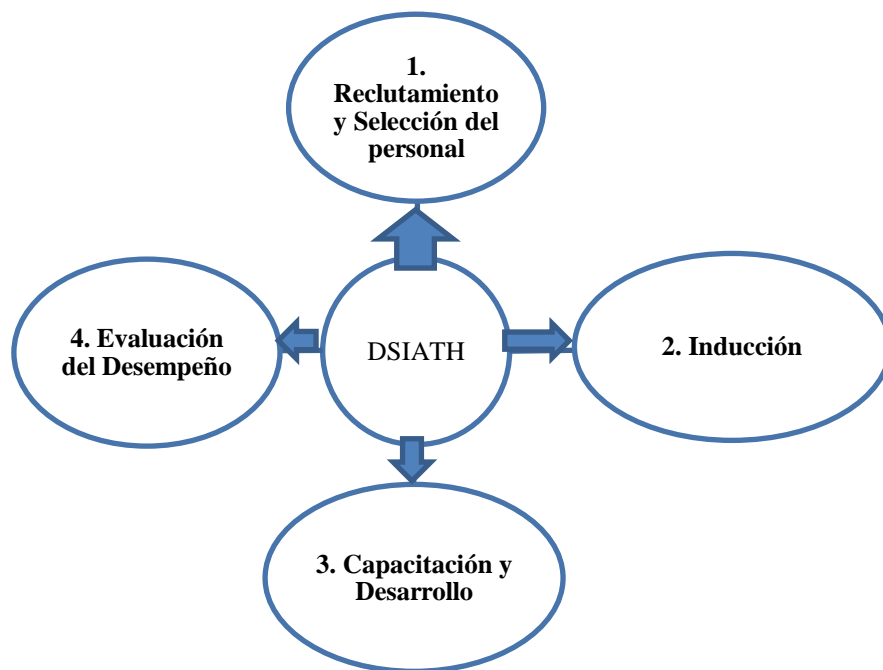 1.
Reclutamiento
y Selección del
personal
4. Evaluación
del Desempeño
DSIATH
2. Inducción
3. Capacitación y
Desarrollo